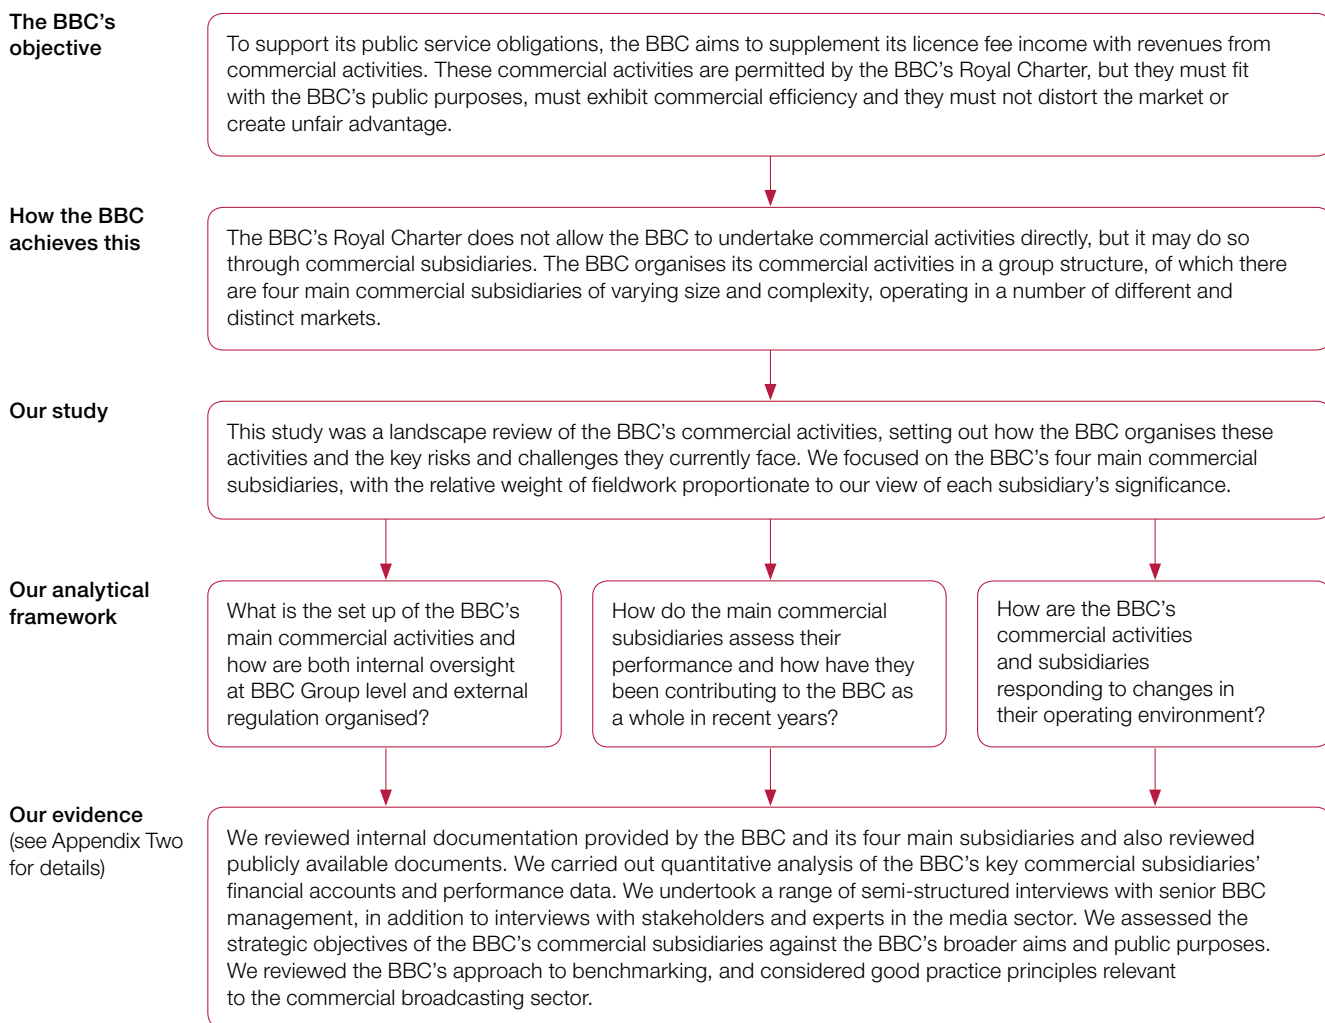 The BBC's
objective
To support its public service obligations, the BBC aims to supplement its licence fee income with revenues from
commercial activities. These commercial activities are permitted by the BBC's Royal Charter, but they must fit
with the BBC's public purposes, must exhibit commercial efficiency and they must not distort the market or
create unfair advantage.
How the BBC
achieves this
The BBC's Royal Charter does not allow the BBC to undertake commercial activities directly, but it may do so
through commercial subsidiaries. The BBC organises its commercial activities in a group structure, of which there
are four main commercial subsidiaries of varying size and complexity, operating in a number of different and
distinct markets.
Our study
This study was a landscape review of the BBC's commercial activities, setting out how the BBC organises these
activities and the key risks and challenges they currently face. We focused on the BBC's four main commercial
subsidiaries, with the relative weight of fieldwork proportionate to our view of each subsidiary's significance.
Our analytical
framework
What is the set up of the BBC's
main commercial activities and
how are both internal oversight
at BBC Group level and external
regulation organised?
How do the main commercial
subsidiaries assess their
performance and how have they
been contributing to the BBC as
a whole in recent years?
How are the BBC's
commercial activities
and subsidiaries
responding to changes in
their operating environment?
Our evidence
(see Appendix Two
for details)
We reviewed internal documentation provided by the BBC and its four main subsidiaries and also reviewed
publicly available documents. We carried out quantitative analysis of the BBC's key commercial subsidiaries'
financial accounts and performance data. We undertook a range of semi-structured interviews with senior BBC
management, in addition to interviews with stakeholders and experts in the media sector. We assessed the
strategic objectives of the BBC's commercial subsidiaries against the BBC's broader aims and public purposes.
We reviewed the BBC's approach to benchmarking, and considered good practice principles relevant
to the commercial broadcasting sector.